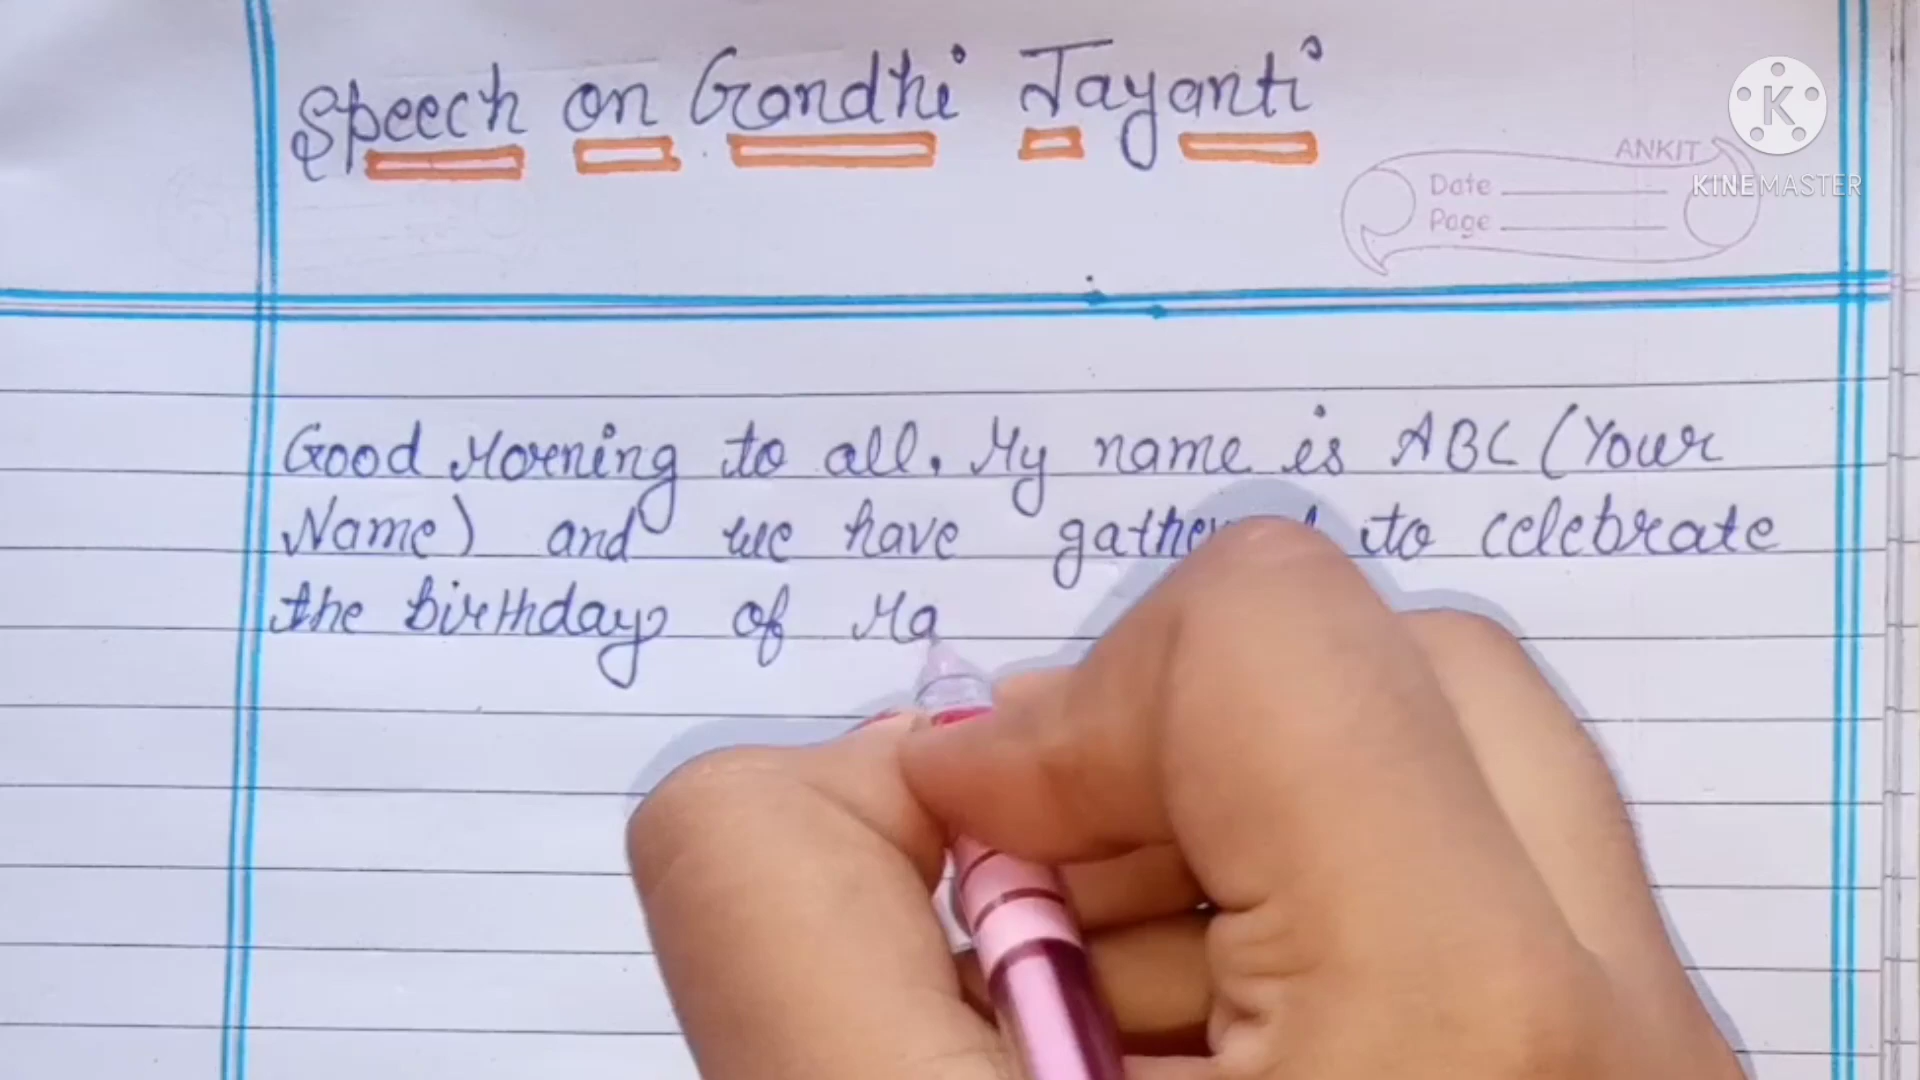 Speech on Gandhi Jayanti
ANKIT
KINEMASTER
Date
Page
Good Morning to all. My name is ABC (Your
Name) and we have to celebrate
the birthday of Ma